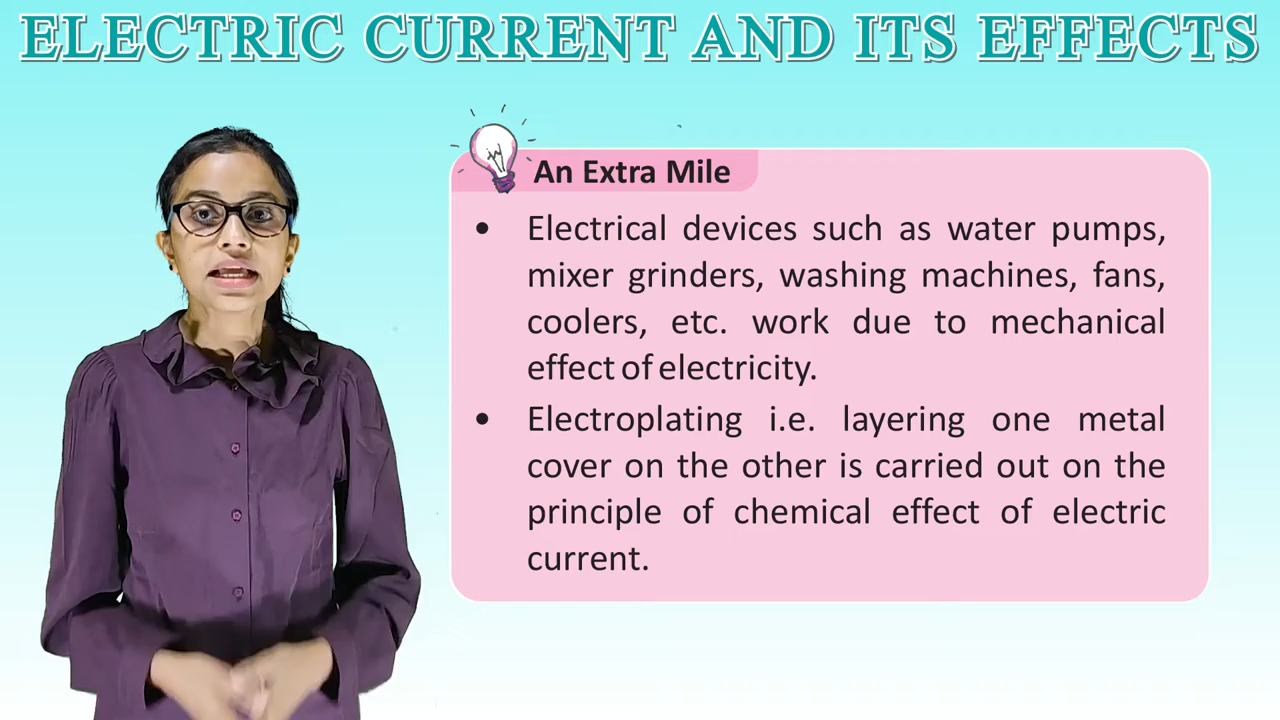 ELECTRIC CURRENT AND ITS EFFECTS
An Extra Mile
• Electrical devices such as water pumps,
mixer grinders, washing machines, fans,
coolers, etc. work due to mechanical
effect of electricity.
• Electroplating i.e. layering one metal
cover on the other is carried out on the
principle of chemical effect of electric
current.